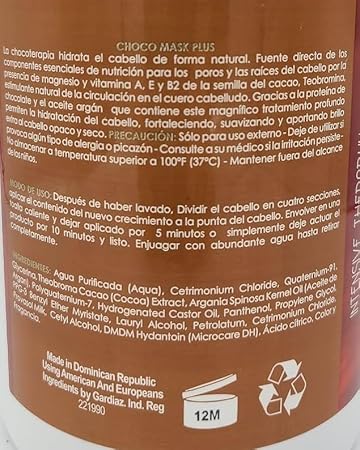 CHOCO MASK PLUS
La chocoterapia hidrata el cabello de forma natural. Fuente directa de los
componentes esenciales de nutrición para los poros y las raíces del cabello por la
presencia de magnesio y vitamina A, E y B2 de la semilla del cacao, Teobromina,
estimulante natural de la circulación en el cuero cabelludo. Gracias a la proteína de
chocolate y el aceite argán que contiene este magnífico tratamiento profundo
permiten la hidratación del cabello, fortaleciendo, suavizando y aportando brillo
extra al cabello opaco y seco. PRECAUCIÓN: Sólo para uso externo - Deje de utilizar si
provoca algún tipo de alergia o picazón - Consulte a su médico si la irritación persiste-
No almacene a temperatura superior a 100°F (37°C) - Mantener fuera del alcance
de los niños.
MODO DE USO: Después de haber lavado. Dividir el cabello en cuatro secciones,
aplicar el contenido del nuevo crecimiento a la punta del cabello. Envolver en una
toalla caliente y dejar aplicado por 5 minutos o simplemente deje actuar el
producto por 10 minutos y listo. Enjuagar con abundante agua hasta retirar
completamente.
INGREDIENTES: Agua Purificada (Aqua), Cetrimonium Chloride, Quaternium-91,
Glycerin, Theobroma Cacao (Cocoa) Extract, Argania Spinosa Kernel Oil (Aceite de
Argan), Polyquaternium-7, Hydrogenated Castor Oil, Panthenol, Propylene Glycol,
PPG-3 Benzyl Ether Myristate, Lauryl Alcohol, Petrolatum, Cetrimonium Chloride,
Milk, Cetyl Alcohol, DMDM Hydantoin (Microcare DH), Ácido cítrico, Color y
Fragancia.
Made in Dominican Republic
Using American And Europeans
Ingredients by Gardiaz. Ind. Reg
221990
12M